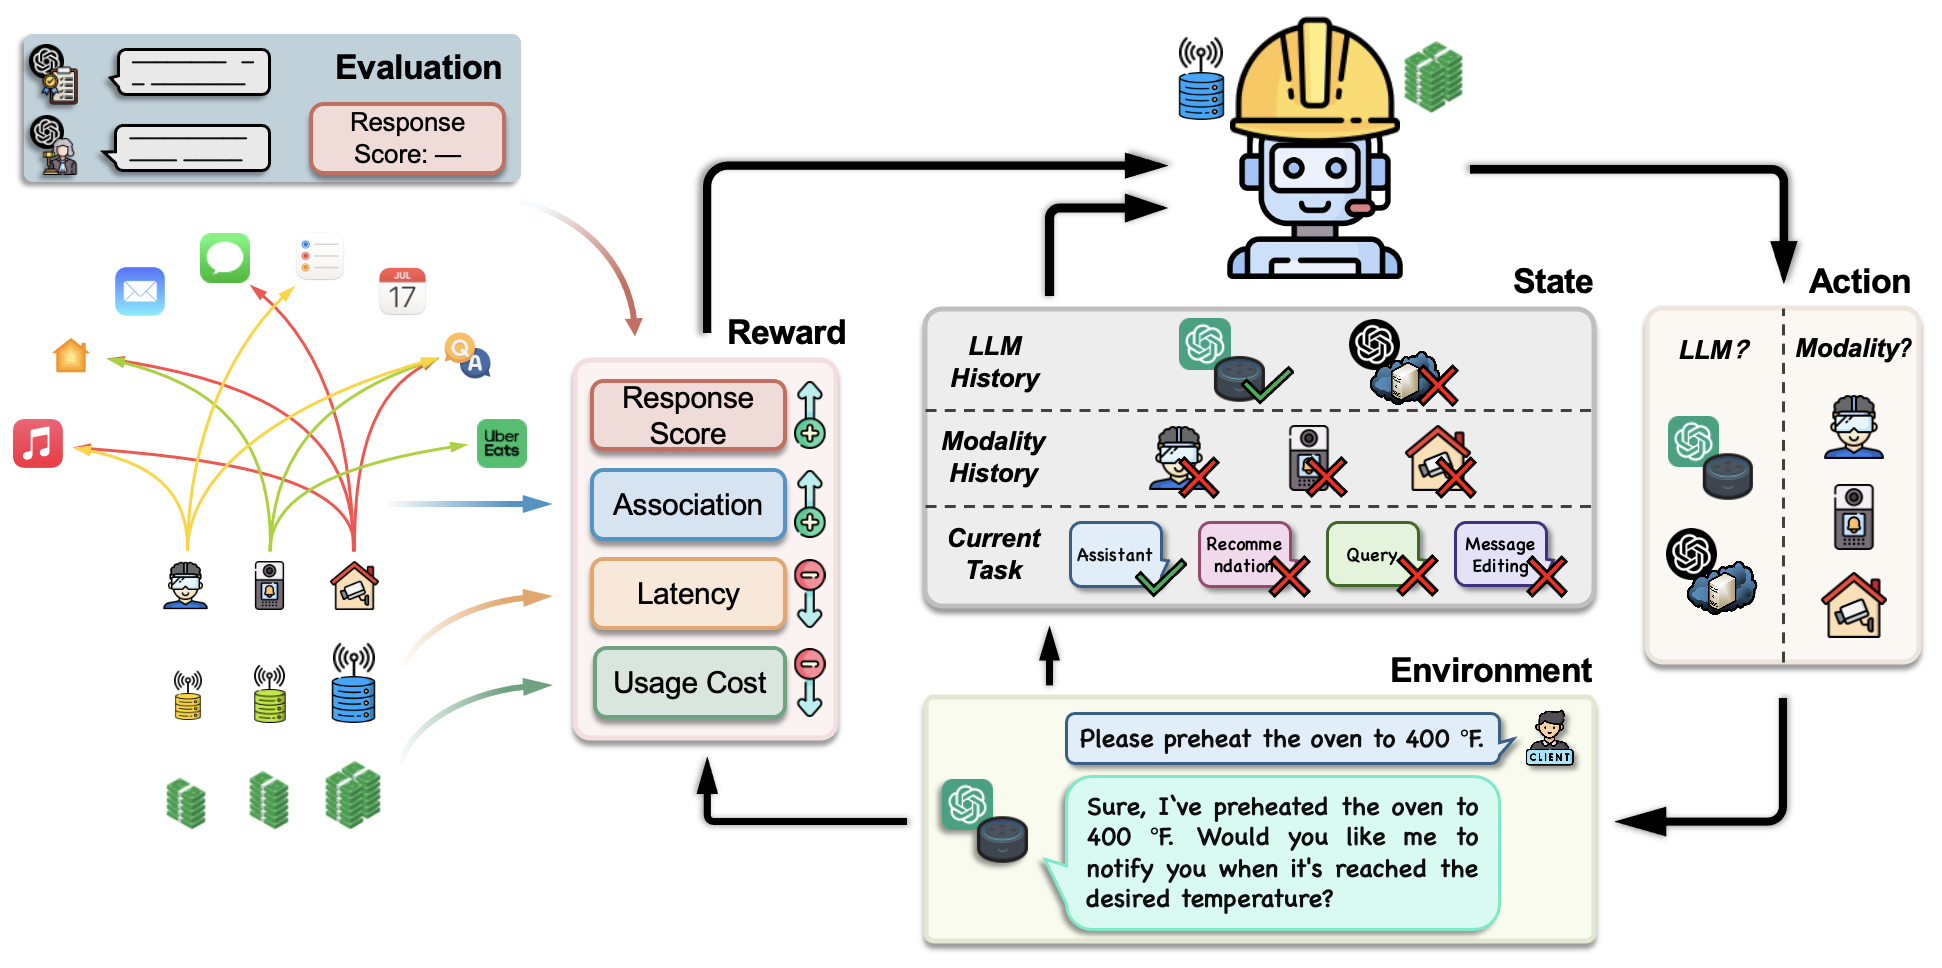 Evaluation
Response
Score: —
JUL
17
Q
A
Uber
Eats
Reward
Response
Score
Association
Latency
Usage Cost
State
LLM
History
Modality
History
Current
Task
Assistant
Recomme
ndation
Query
Message
Editing
Action
LLM?
Modality?
Environment
Please preheat the oven to 400 °F.
CLIENT
Sure, I've preheated the oven to
400 °F. Would you like me to
notify you when it's reached the
desired temperature?